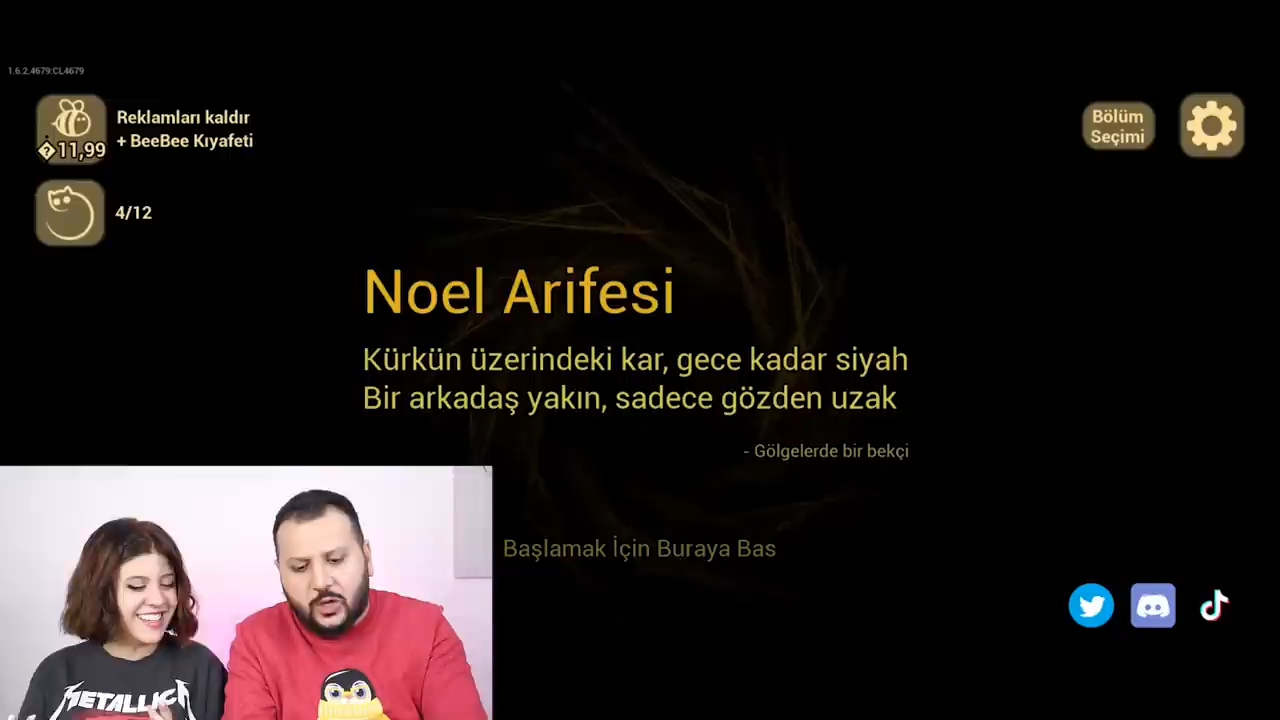 1.6.2.4679:CL4679
Reklamları kaldır
+ BeeBee Kıyafeti
11,99
4/12
Bölüm
Seçimi
Noel Arifesi
Kürkün üzerindeki kar, gece kadar siyah
Bir arkadaş yakın, sadece gözden uzak
- Gölgelerde bir bekçi
Başlamak İçin Buraya Bas
METALLICA